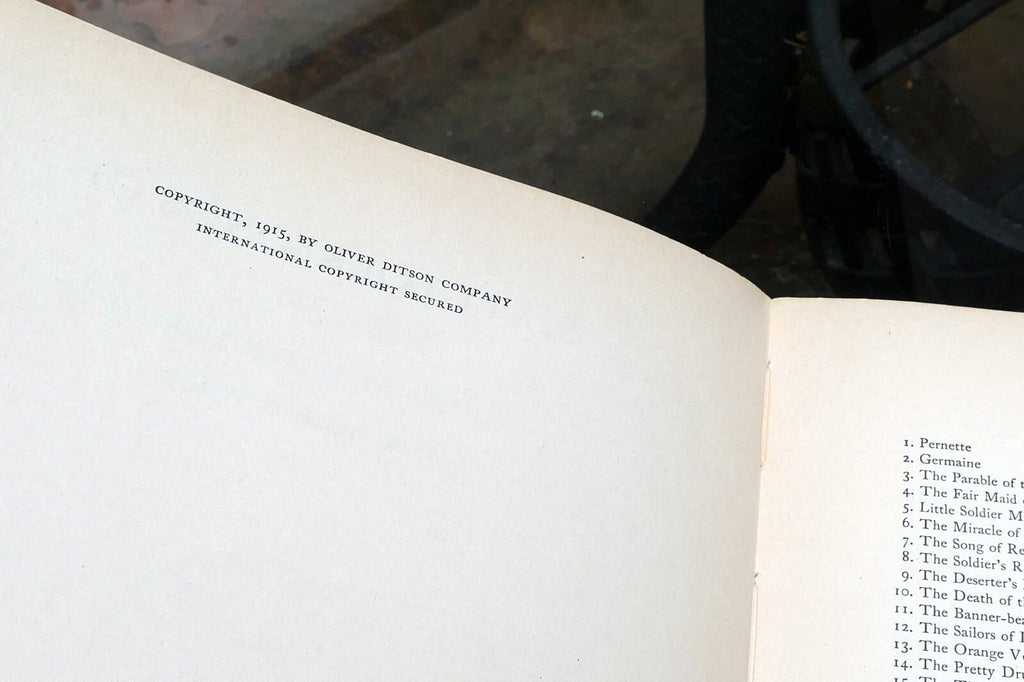 COPYRIGHT, 1915, BY OLIVER DITSON COMPANY
INTERNATIONAL COPYRIGHT SECURED
1. Pernette
2. Germaine
3. The Parable of
4. The Fair Maid
5. Little Soldier
6. The Miracle of
7. The Song of
8. The Soldier's
9. The Deserter's
10. The Death of
11. The
12. The Sailors of
13. The Orange
14. The Pretty